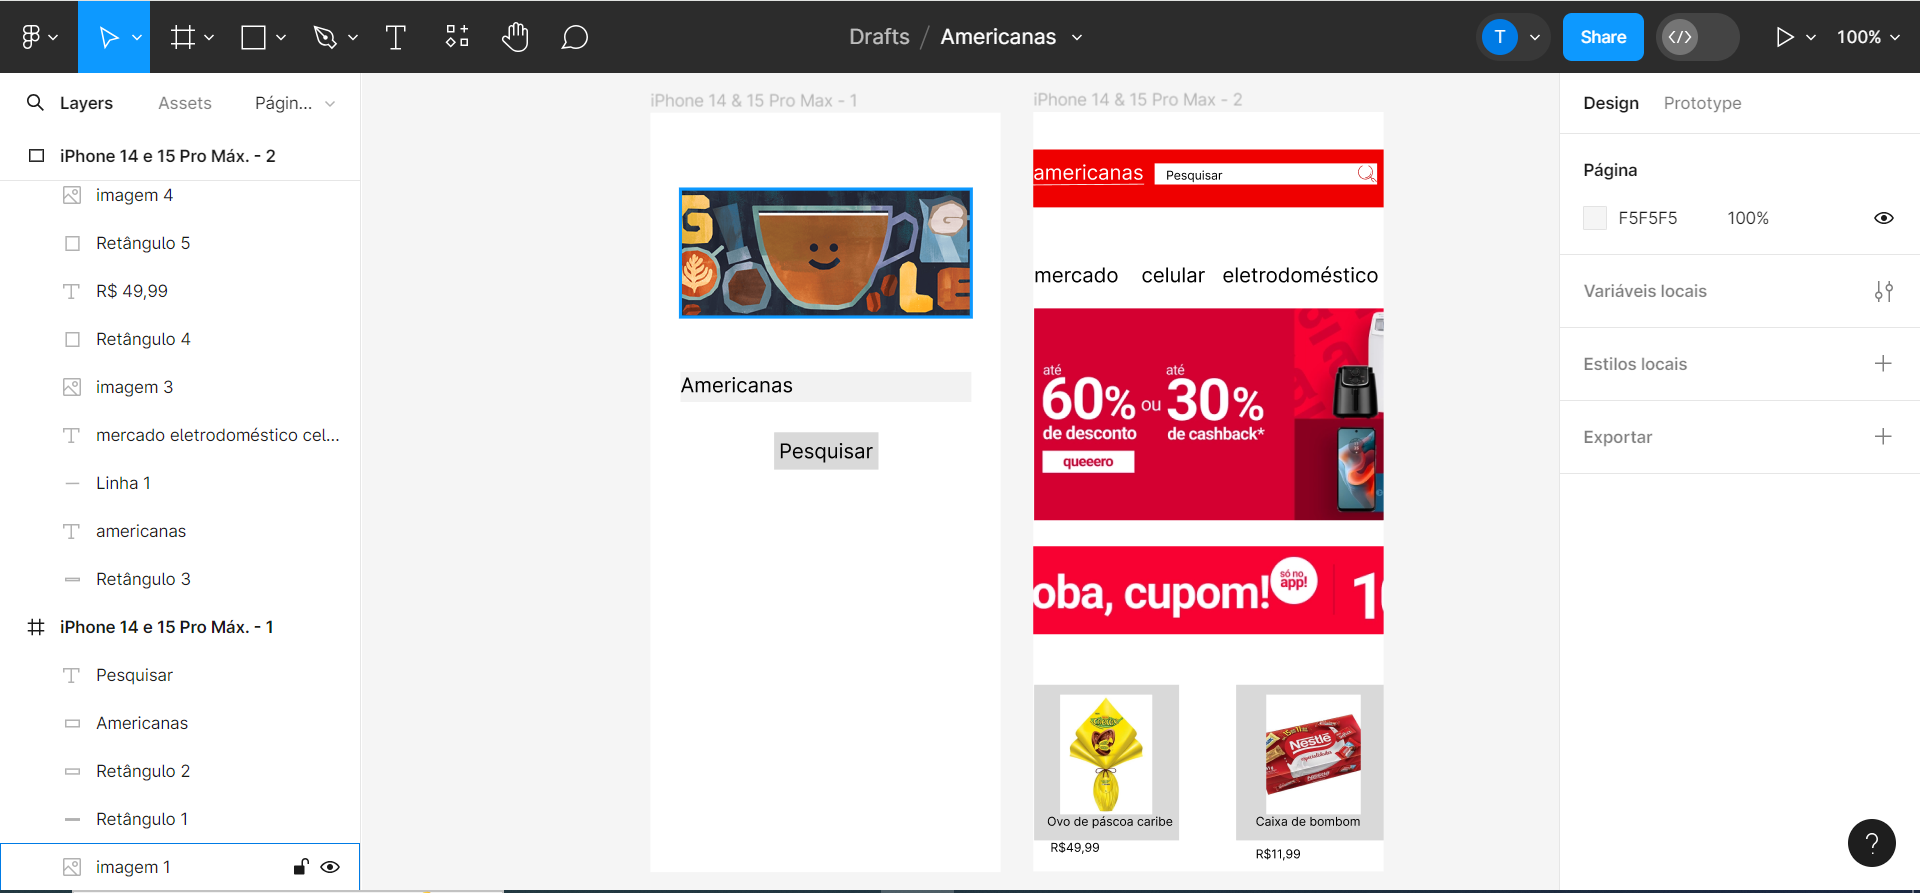 Drafts / Americanas
T
Share
</>
100%
Layers
Assets
Págin...
iPhone 14 e 15 Pro Máx. - 2
imagem 4
Retângulo 5
R$ 49,99
Retângulo 4
imagem 3
mercado eletrodoméstico cel...
Linha 1
americanas
Retângulo 3
iPhone 14 e 15 Pro Máx. - 1
Pesquisar
Americanas
Retângulo 2
Retângulo 1
imagem 1
iPhone 14 & 15 Pro Max - 1
G G
LE
Americanas
Pesquisar
iPhone 14 & 15 Pro Max - 2
americanas
Pesquisar
mercado celular eletrodoméstico
até
60%
de desconto
ou
até
30%
de cashback*
queeero
oba, cupom!
só no
app!
10
Nestlé
especialidades
Nestlé
Ovo de páscoa caribe
R$49,99
Caixa de bombom
R$11,99
Design
Prototype
Página
F5F5F5
100%
Variáveis locais
Estilos locais
Exportar
?